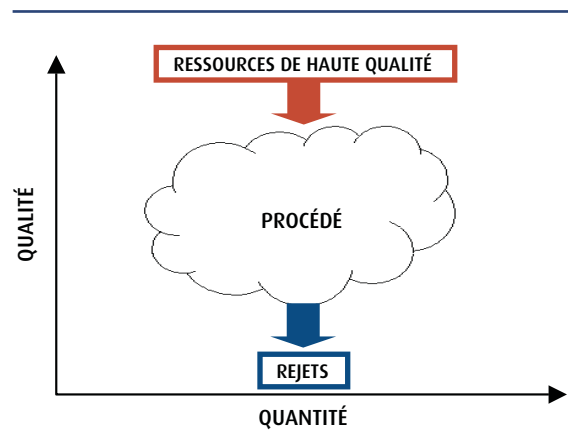 RESSOURCES DE HAUTE QUALITÉ
PROCÉDÉ
QUALITÉ
REJETS
QUANTITÉ